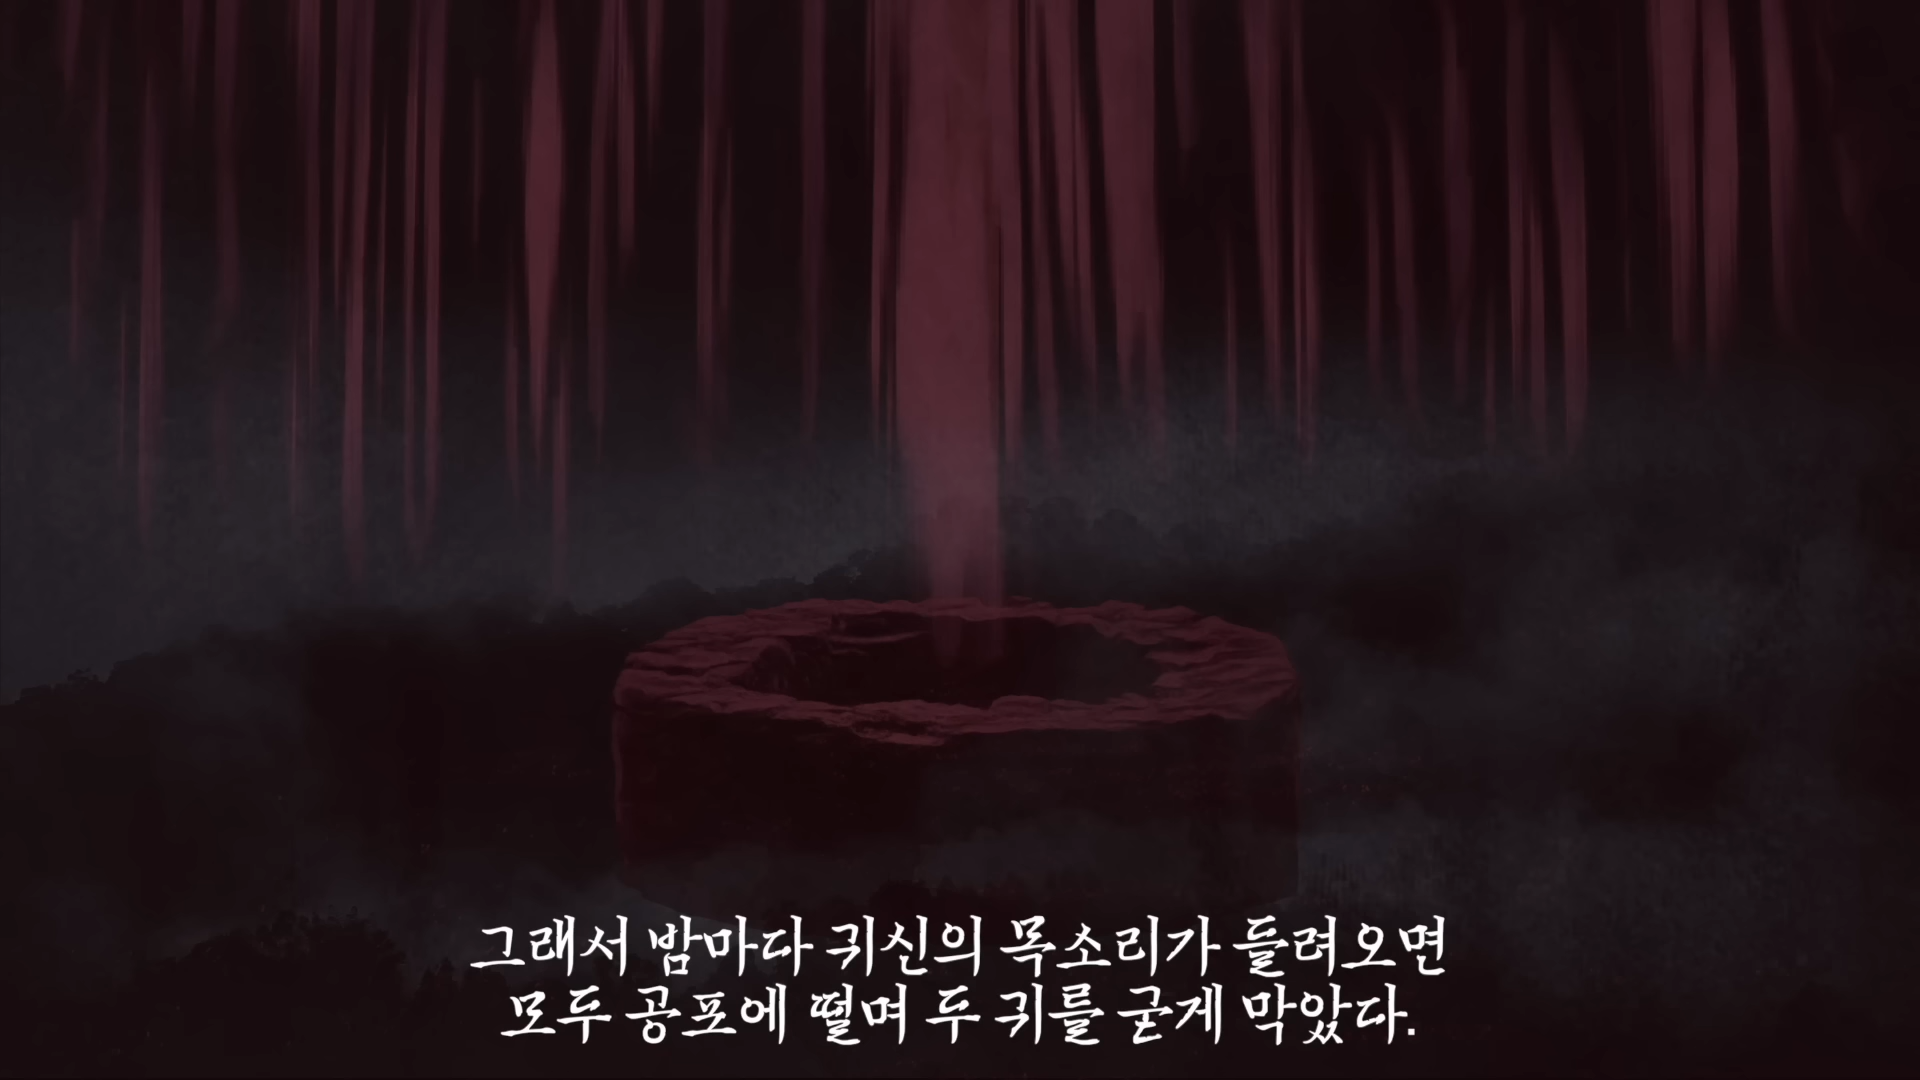 그래서 밤마다 귀신의 목소리가 들려오면
모두 공포에 떨며 두 귀를 굳게 막았다.